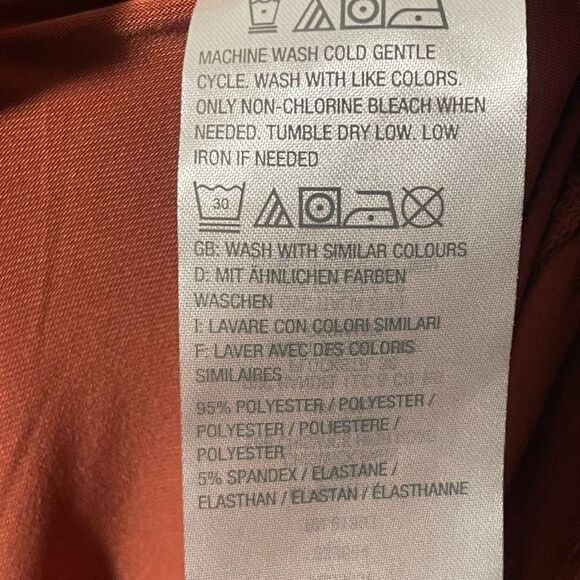 MACHINE WASH COLD GENTLE
CYCLE. WASH WITH LIKE COLORS.
ONLY NON-CHLORINE BLEACH WHEN
NEEDED. TUMBLE DRY LOW. LOW
IRON IF NEEDED
30
GB: WASH WITH SIMILAR COLOURS
D: MIT ÄHNLICHEN FARBEN
WASCHEN
I: LAVARE CON COLORI SIMILARI
F: LAVER AVEC DES COLORIS
SIMILAIRES
95% POLYESTER / POLYESTER /
POLYESTER / POLIESTERE /
POLYESTER
5% SPANDEX / ELASTANE /
ELASTHAN / ELASTAN / ÉLASTHANNE